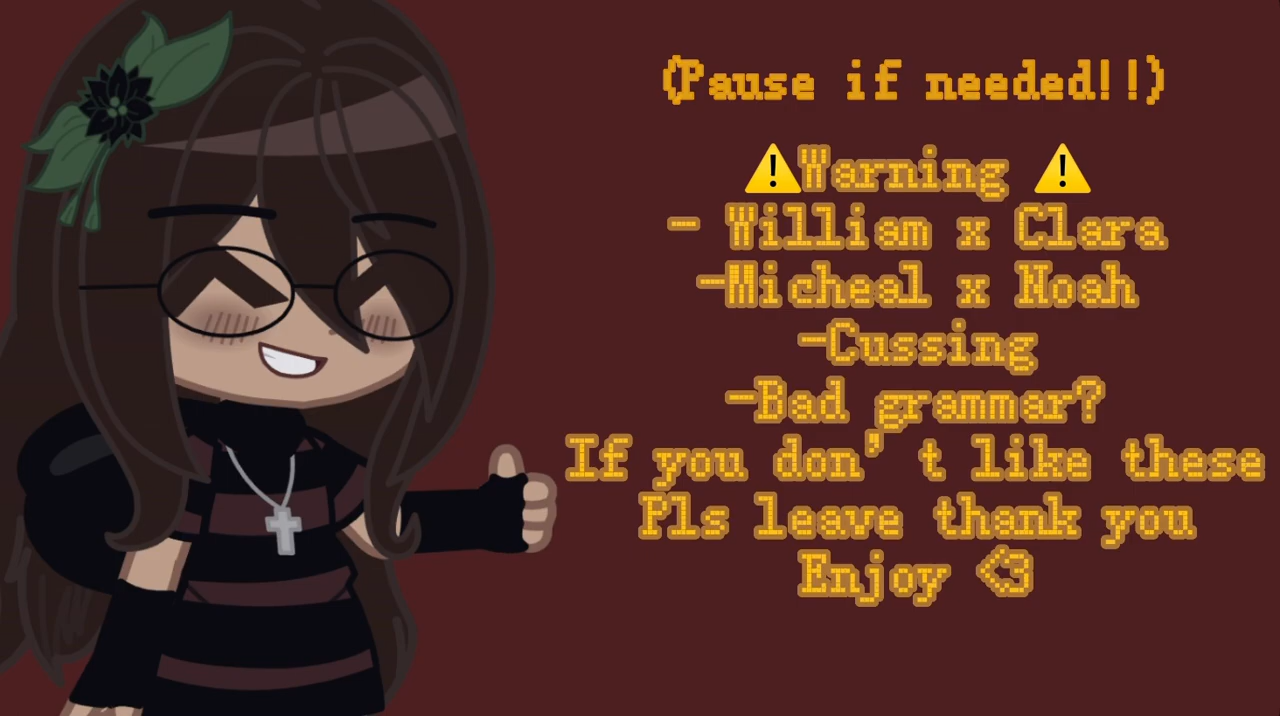 (Pause if needed!!)
⚠️Warning ⚠️
- William x Clara
-Micheal x Noah
-Cussing
-Bad grammar?
If you don't like these
Pls leave thank you
Enjoy <3